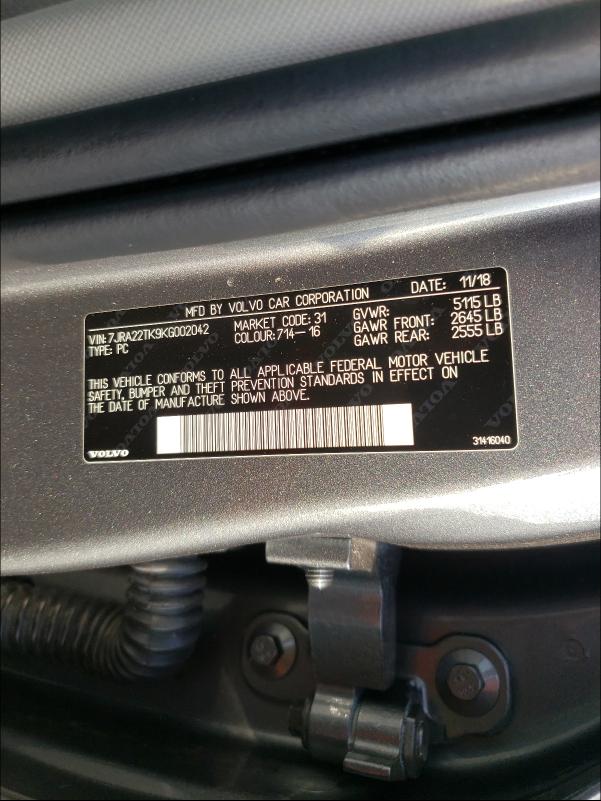 MFD BY VOLVO CAR CORPORATION DATE: 11/18
VIN: 7JRA22TK9KG002042 MARKET CODE: 31 GVWR: 5115 LB
TYPE: PC COLOUR: 714-16 GAWR FRONT: 2645 LB
GAWR REAR: 2555 LB
THIS VEHICLE CONFORMS TO ALL APPLICABLE FEDERAL MOTOR VEHICLE
SAFETY, BUMPER AND THEFT PREVENTION STANDARDS IN EFFECT ON
THE DATE OF MANUFACTURE SHOWN ABOVE.
VOLVO 31416040